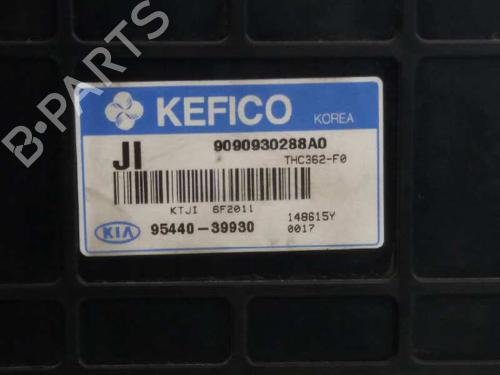 B-PARTS
KEFICO KOREA
JI 9090930288A0
THC362-F0
KTJI 6F2011 148615Y
KIA 95440-39930 0017